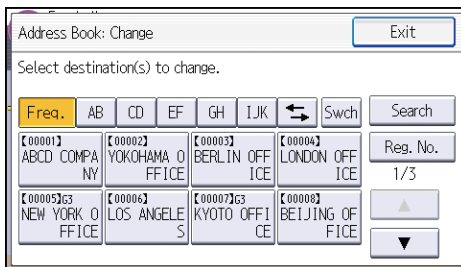 Address Book: Change
Exit
Select destination(s) to change.
Freq. AB CD EF GH IJK Swch Search
【00001】 【00002】 【00003】 【00004】 Reg. No.
ABCD COMPA YOKOHAMA O BERLIN OFF LONDON OFF
NY FFICE ICE ICE 1/3
【00005】G3 【00006】 【00007】G3 【00008】
NEW YORK O LOS ANGELE KYOTO OFFI BEIJING OF
FFICE S CE FICE